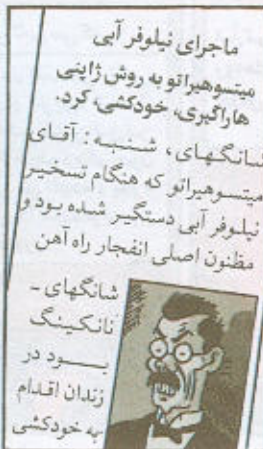 ماجرای نیلوفر آبی
میتسوهیراتو به روش ژاپنی
هاراگیری، خودکشی، کرد.
شانگهای، شنبه: آقای
میتسوهیراتو که هنگام تسخیر
نیلوفر آبی دستگیر شده بود و
مظنون اصلی انفجار راه آهن
شانگهای -
نانکینگ
بود در
زندان اقدام
به خودکشی